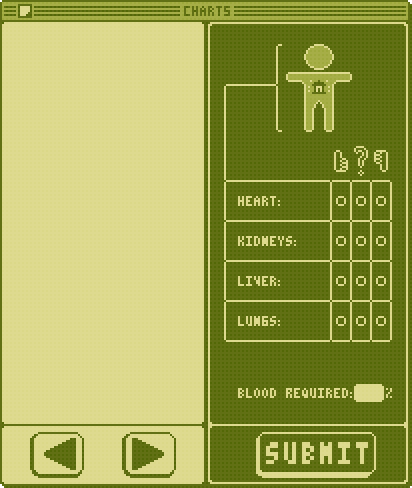 CHARTS
HEART:
KIDNEYS:
LIVER:
LUNGS:
BLOOD REQUIRED: %
SUBMIT